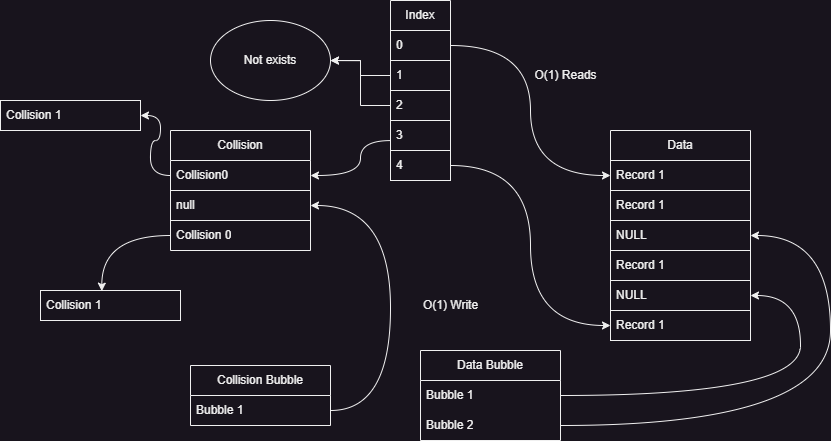 Index
0
1
2
3
4
Not exists
O(1) Reads
Collision 1
Collision
Collision0
null
Collision 0
Collision 1
Data
Record 1
Record 1
NULL
Record 1
NULL
Record 1
O(1) Write
Collision Bubble
Bubble 1
Data Bubble
Bubble 1
Bubble 2